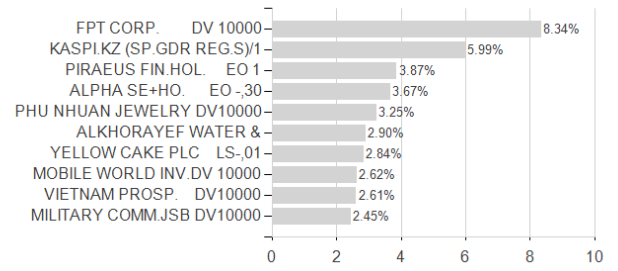 FPT CORP. DV 10000 8.34%
KASPI.KZ (SP.GDR REG.S)/1 5.99%
PIRAEUS FIN.HOL. EO 1 3.87%
ALPHA SE+HO. EO -,30 3.67%
PHU NHUAN JEWELRY DV10000 3.25%
ALKHORAYEF WATER & 2.90%
YELLOW CAKE PLC LS-,01 2.84%
MOBILE WORLD INV.DV 10000 2.62%
VIETNAM PROSP. DV10000 2.61%
MILITARY COMM.JSB DV10000 2.45%
0 2 4 6 8 10